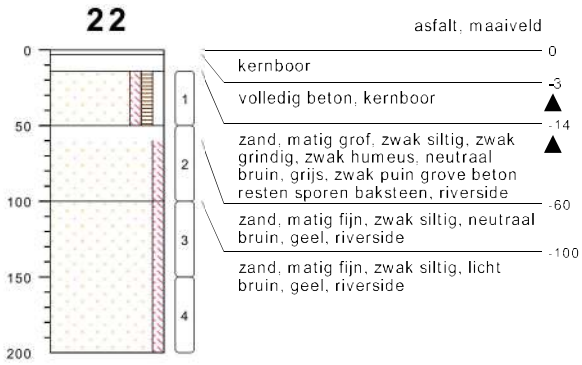 22
asfalt, maaiveld
0
0
kernboor
-3
volledig beton, kernboor
1
-14
50
zand, matig grof, zwak siltig, zwak
grindig, zwak humeus, neutraal
bruin, grijs, zwak puin grove beton
resten sporen baksteen, riverside
2
-60
100
zand, matig fijn, zwak siltig, neutraal
bruin, geel, riverside
3
-100
zand, matig fijn, zwak siltig, licht
bruin, geel, riverside
150
4
200